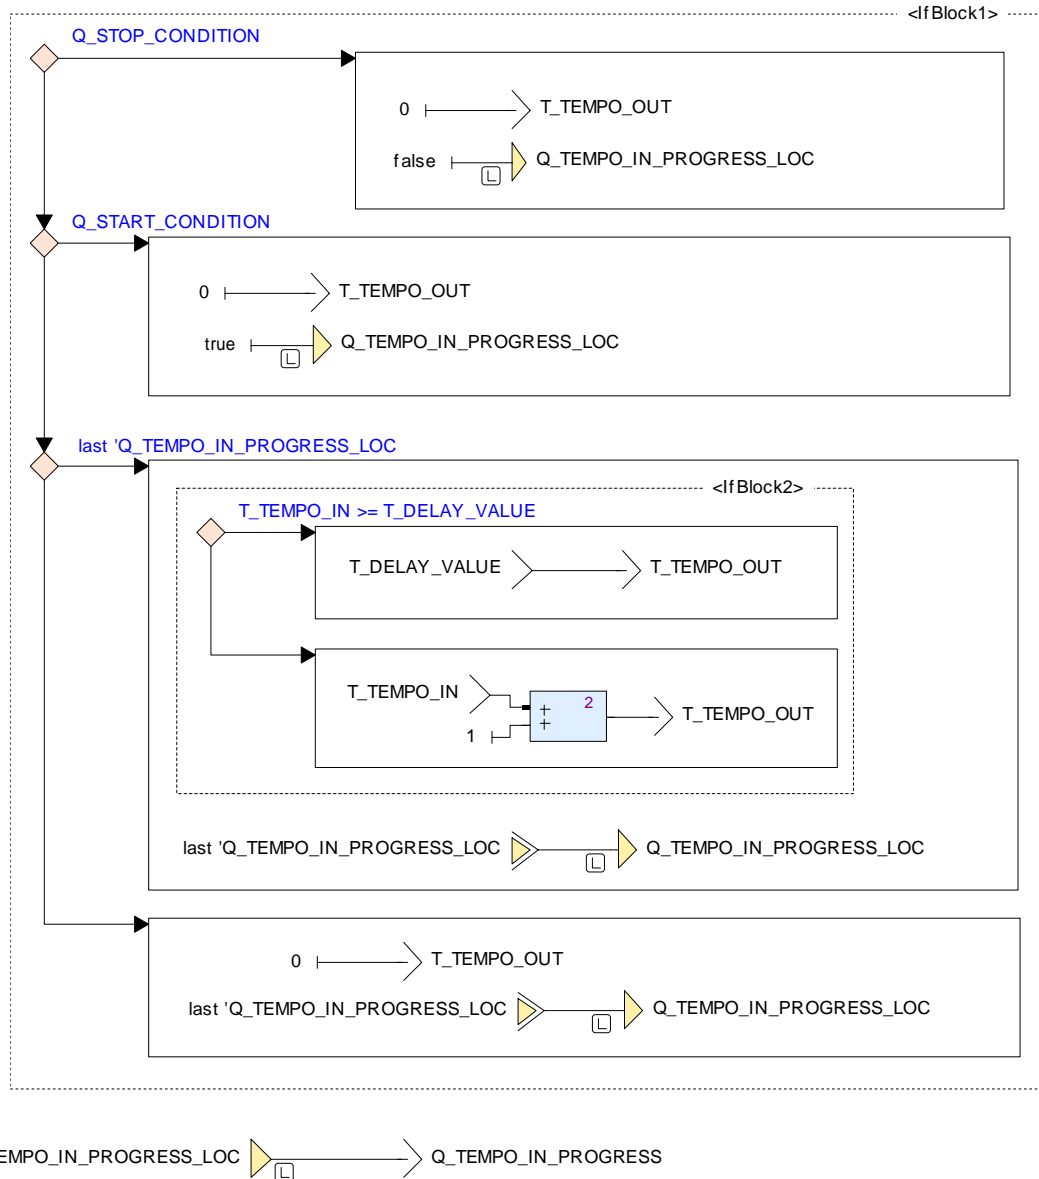 <IfBlock1>
Q_STOP_CONDITION
0 T_TEMPO_OUT
false Q_TEMPO_IN_PROGRESS_LOC
L
Q_START_CONDITION
0 T_TEMPO_OUT
true Q_TEMPO_IN_PROGRESS_LOC
L
last 'Q_TEMPO_IN_PROGRESS_LOC
<IfBlock2>
T_TEMPO_IN >= T_DELAY_VALUE
T_DELAY_VALUE T_TEMPO_OUT
T_TEMPO_IN
2
+
+
T_TEMPO_OUT
1
last 'Q_TEMPO_IN_PROGRESS_LOC Q_TEMPO_IN_PROGRESS_LOC
L
0 T_TEMPO_OUT
last 'Q_TEMPO_IN_PROGRESS_LOC Q_TEMPO_IN_PROGRESS_LOC
L
EMPO_IN_PROGRESS_LOC Q_TEMPO_IN_PROGRESS
L